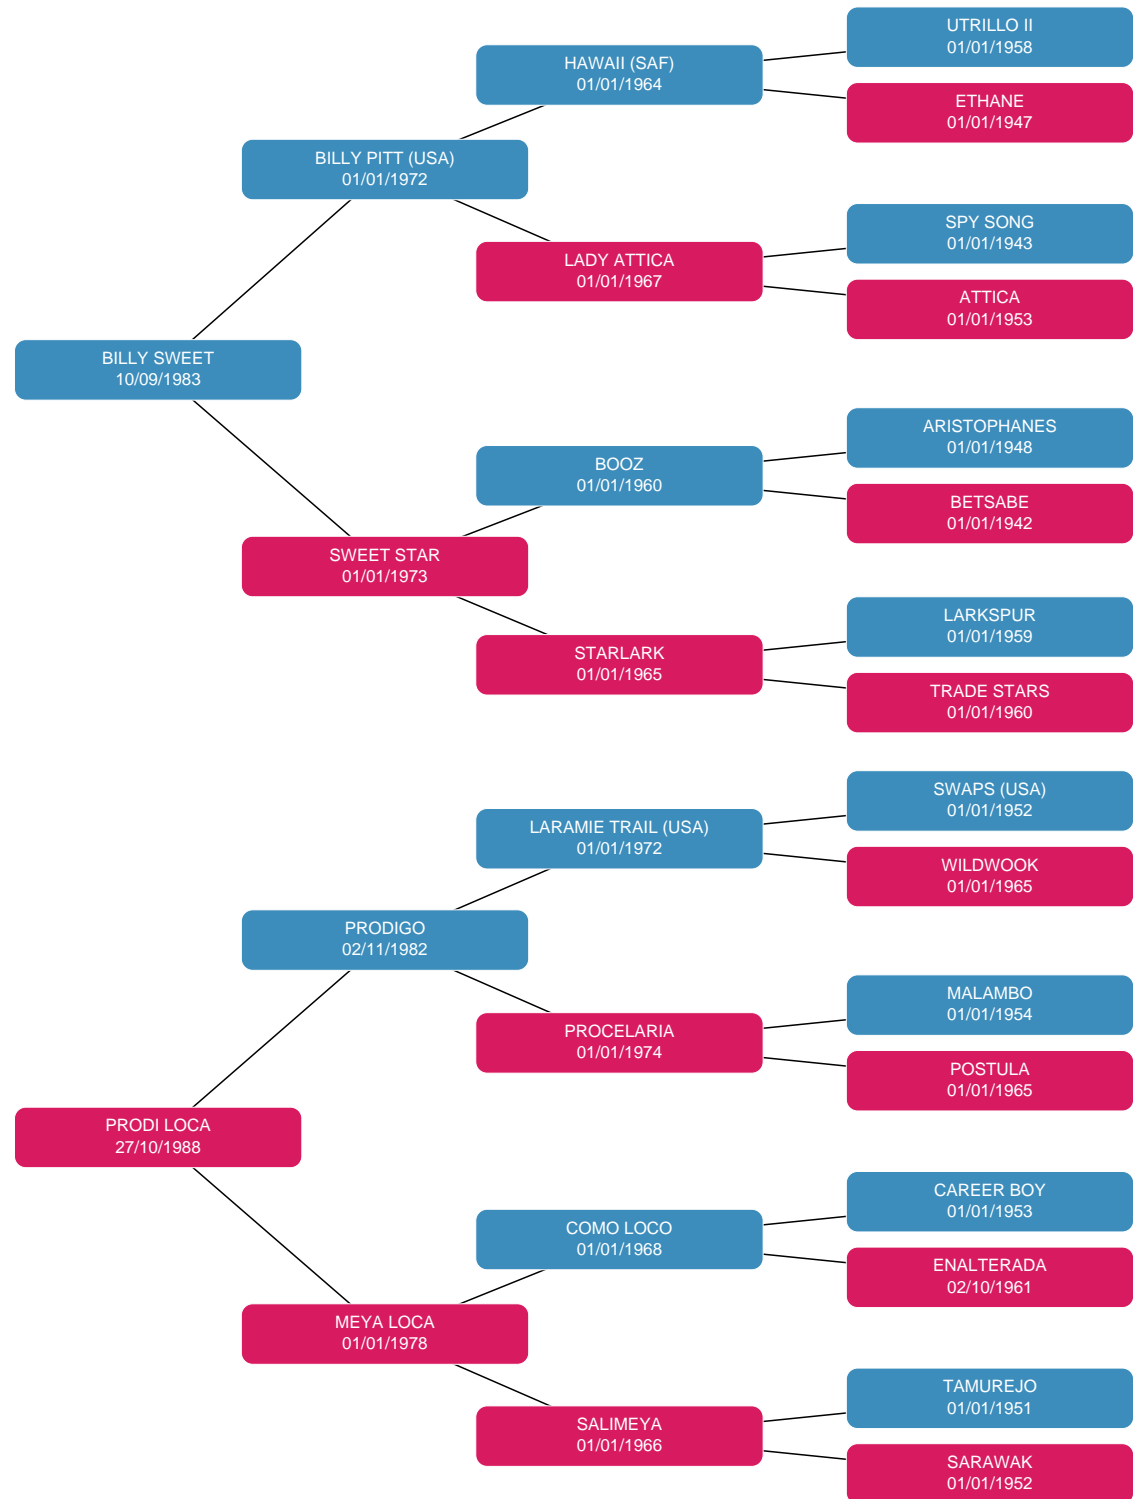 UTRILLO II
01/01/1958
HAWAII (SAF)
01/01/1964
ETHANE
01/01/1947
BILLY PITT (USA)
01/01/1972
SPY SONG
01/01/1943
LADY ATTICA
01/01/1967
ATTICA
01/01/1953
BILLY SWEET
10/09/1983
ARISTOPHANES
01/01/1948
BOOZ
01/01/1960
BETSABE
01/01/1942
SWEET STAR
01/01/1973
LARKSPUR
01/01/1959
STARLARK
01/01/1965
TRADE STARS
01/01/1960
SWAPS (USA)
01/01/1952
LARAMIE TRAIL (USA)
01/01/1972
WILDWOOK
01/01/1965
PRODIGO
02/11/1982
MALAMBO
01/01/1954
PROCELARIA
01/01/1974
POSTULA
01/01/1965
PRODI LOCA
27/10/1988
CAREER BOY
01/01/1953
COMO LOCO
01/01/1968
ENALTERADA
02/10/1961
MEYA LOCA
01/01/1978
TAMUREJO
01/01/1951
SALIMEYA
01/01/1966
SARAWAK
01/01/1952